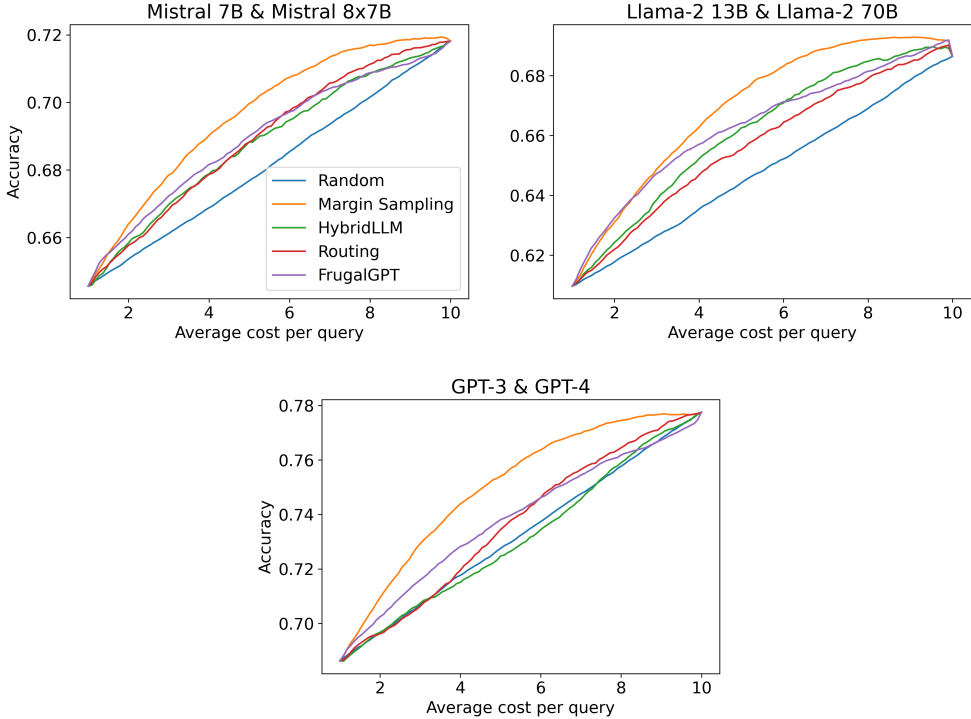 Mistral 7B & Mistral 8x7B
Accuracy
0.72
0.70
0.68
0.66
2
4
6
8
10
Average cost per query
Random
Margin Sampling
HybridLLM
Routing
FrugalGPT
Llama-2 13B & Llama-2 70B
0.68
0.66
0.64
0.62
2
4
6
8
10
Average cost per query
GPT-3 & GPT-4
Accuracy
0.78
0.76
0.74
0.72
0.70
2
4
6
8
10
Average cost per query